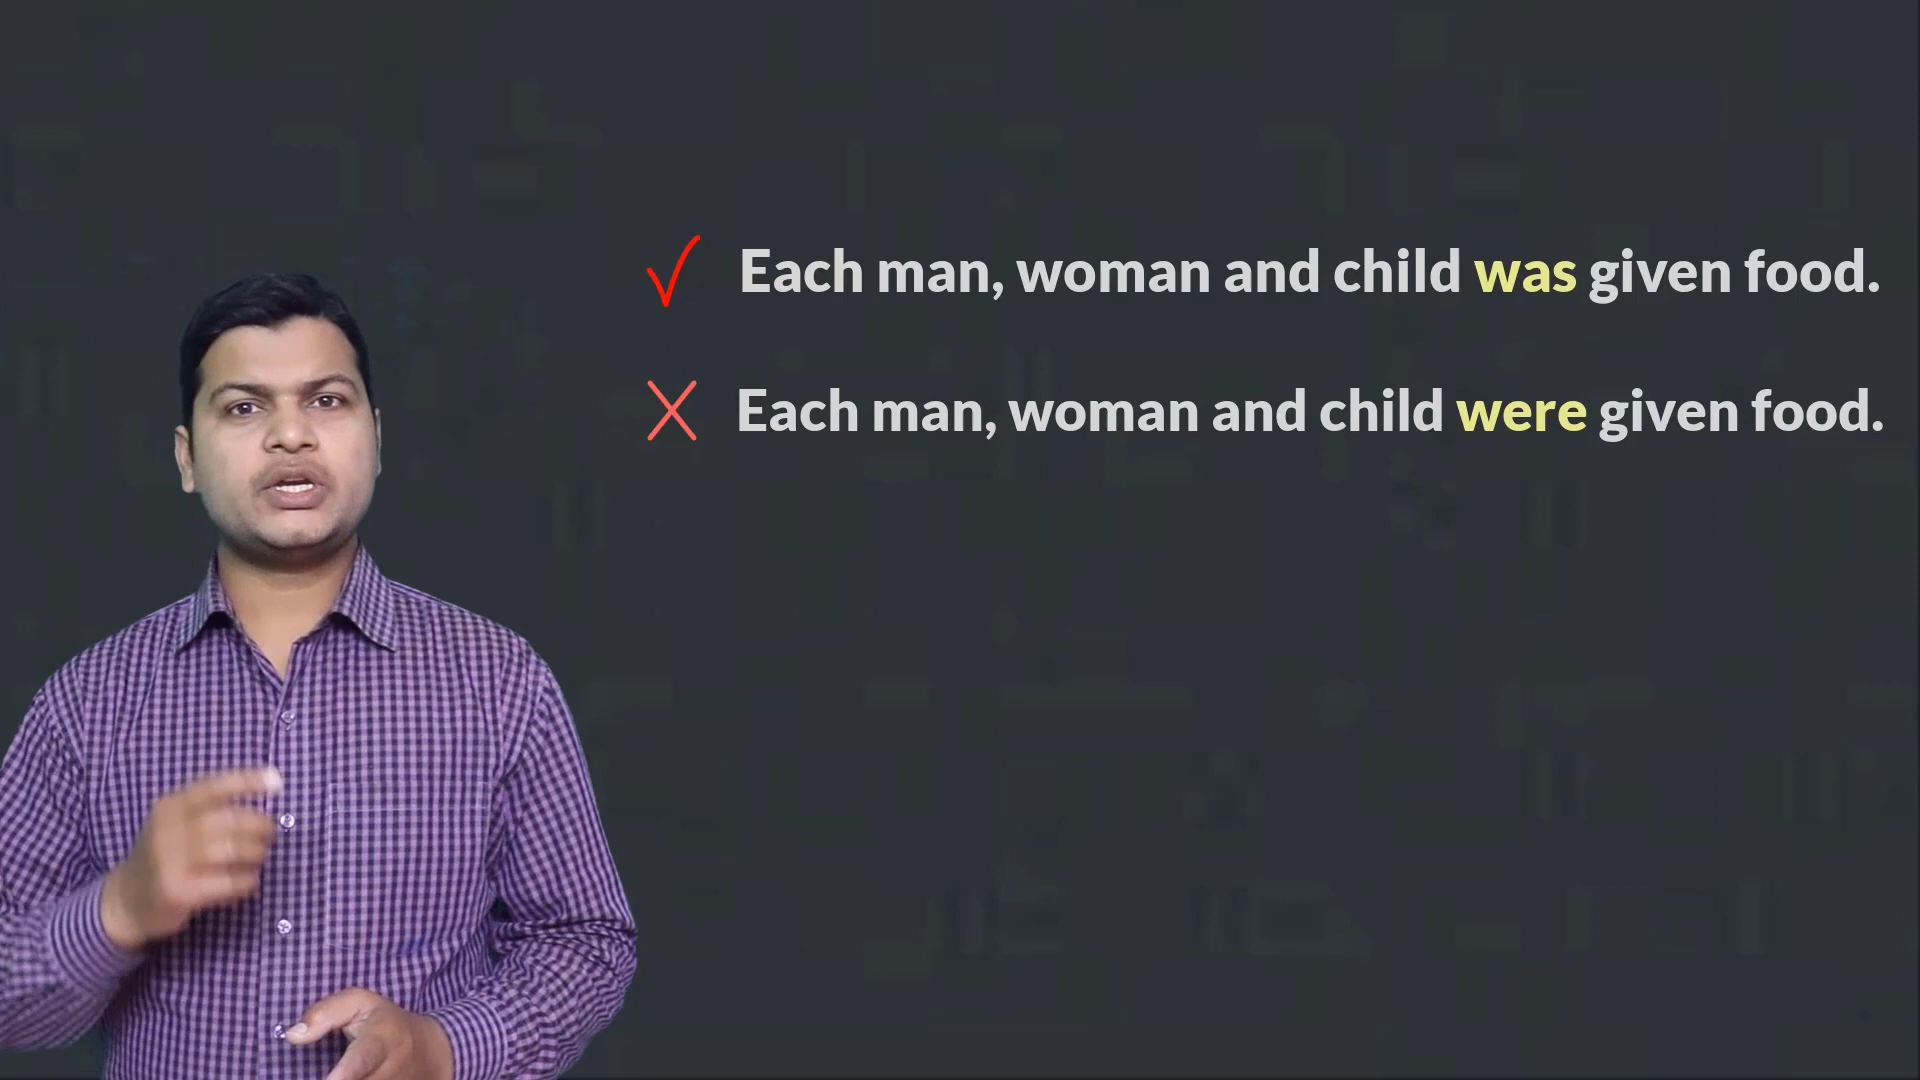 Each man, woman and child was given food.
Each man, woman and child were given food.